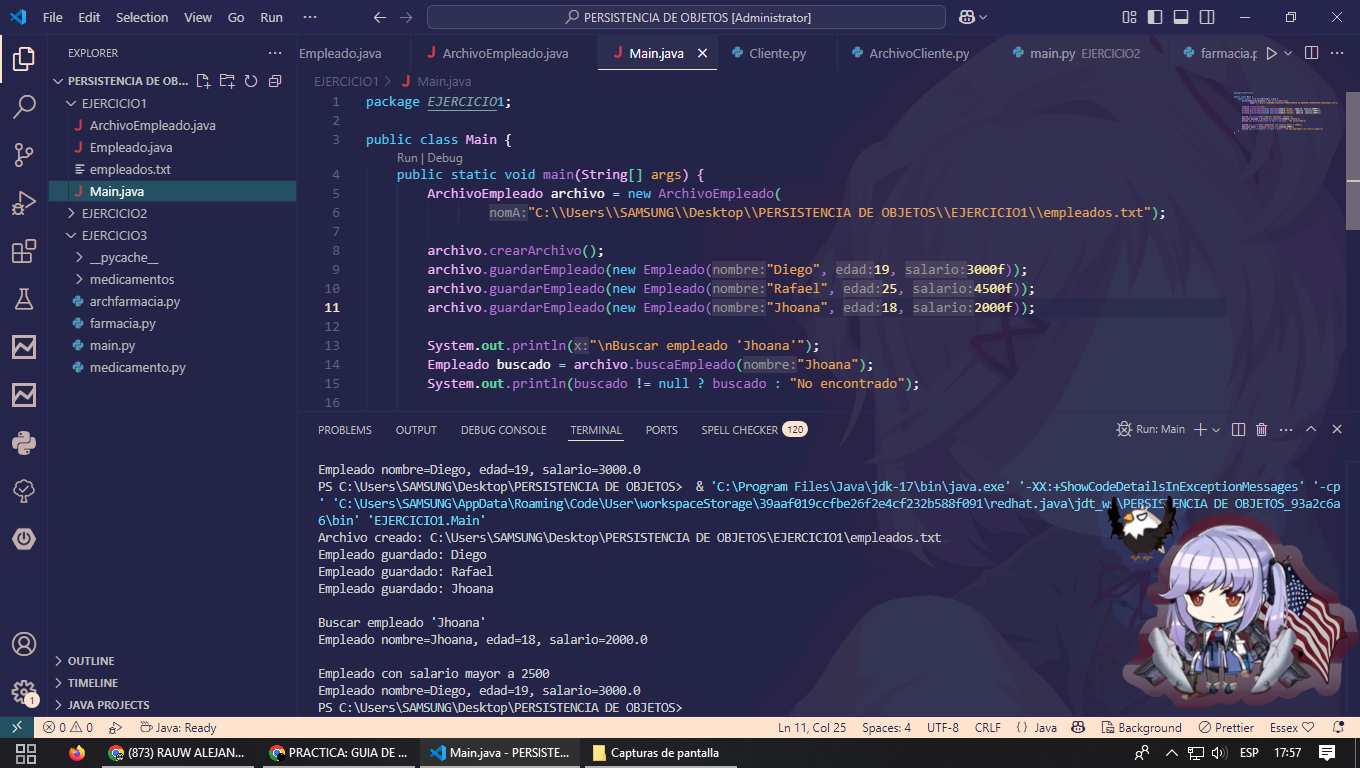 File Edit Selection View Go Run ··· PERSISTENCIA DE OBJETOS [Administrator]
EXPLORER
Empleado.java ArchivoEmpleado.java Main.java Cliente.py ArchivoCliente.py main.py EJERCICIO2 farmacia.p
PERSISTENCIA DE OB...
EJERCICIO1
ArchivoEmpleado.java
Empleado.java
empleados.txt
Main.java
EJERCICIO2
EJERCICIO3
__pycache__
medicamentos
archfarmacia.py
farmacia.py
main.py
medicamento.py
OUTLINE
TIMELINE
JAVA PROJECTS
EJERCICIO1 > Main.java
1 package EJERCICIO1;
2
3 public class Main {
Run | Debug
4 public static void main(String[] args) {
5 ArchivoEmpleado archivo = new ArchivoEmpleado(
6 nomA:"C:\\Users\\SAMSUNG\\Desktop\\PERSISTENCIA DE OBJETOS\\EJERCICIO1\\empleados.txt");
7
8 archivo.crearArchivo();
9 archivo.guardarEmpleado(new Empleado(nombre:"Diego", edad:19, salario:3000f));
10 archivo.guardarEmpleado(new Empleado(nombre:"Rafael", edad:25, salario:4500f));
11 archivo.guardarEmpleado(new Empleado(nombre:"Jhoana", edad:18, salario:2000f));
12
13 System.out.println(x:"\nBuscar empleado 'Jhoana'");
14 Empleado buscado = archivo.buscaEmpleado(nombre:"Jhoana");
15 System.out.println(buscado != null ? buscado : "No encontrado");
16
PROBLEMS OUTPUT DEBUG CONSOLE TERMINAL PORTS SPELL CHECKER 120 Run: Main
Empleado nombre=Diego, edad=19, salario=3000.0
PS C:\Users\SAMSUNG\Desktop\PERSISTENCIA DE OBJETOS> & 'C:\Program Files\Java\jdk-17\bin\java.exe' '-XX:+ShowCodeDetailsInExceptionMessages' '-cp
' 'C:\Users\SAMSUNG\AppData\Roaming\Code\User\workspaceStorage\39aaf019ccfbe26f2e4cf232b588f091\redhat.java\jdt_ws\PERSISTENCIA DE OBJETOS_93a2c6a
6\bin' 'EJERCICIO1.Main'
Archivo creado: C:\Users\SAMSUNG\Desktop\PERSISTENCIA DE OBJETOS\EJERCICIO1\empleados.txt
Empleado guardado: Diego
Empleado guardado: Rafael
Empleado guardado: Jhoana
Buscar empleado 'Jhoana'
Empleado nombre=Jhoana, edad=18, salario=2000.0
Empleado con salario mayor a 2500
Empleado nombre=Diego, edad=19, salario=3000.0
PS C:\Users\SAMSUNG\Desktop\PERSISTENCIA DE OBJETOS>
1
0 0 Java: Ready Ln 11, Col 25 Spaces: 4 UTF-8 CRLF { } Java Background Prettier Essex
(873) RAUW ALEJAN... PRACTICA: GUIA DE ... Main.java - PERSISTE... Capturas de pantalla ESP 17:57